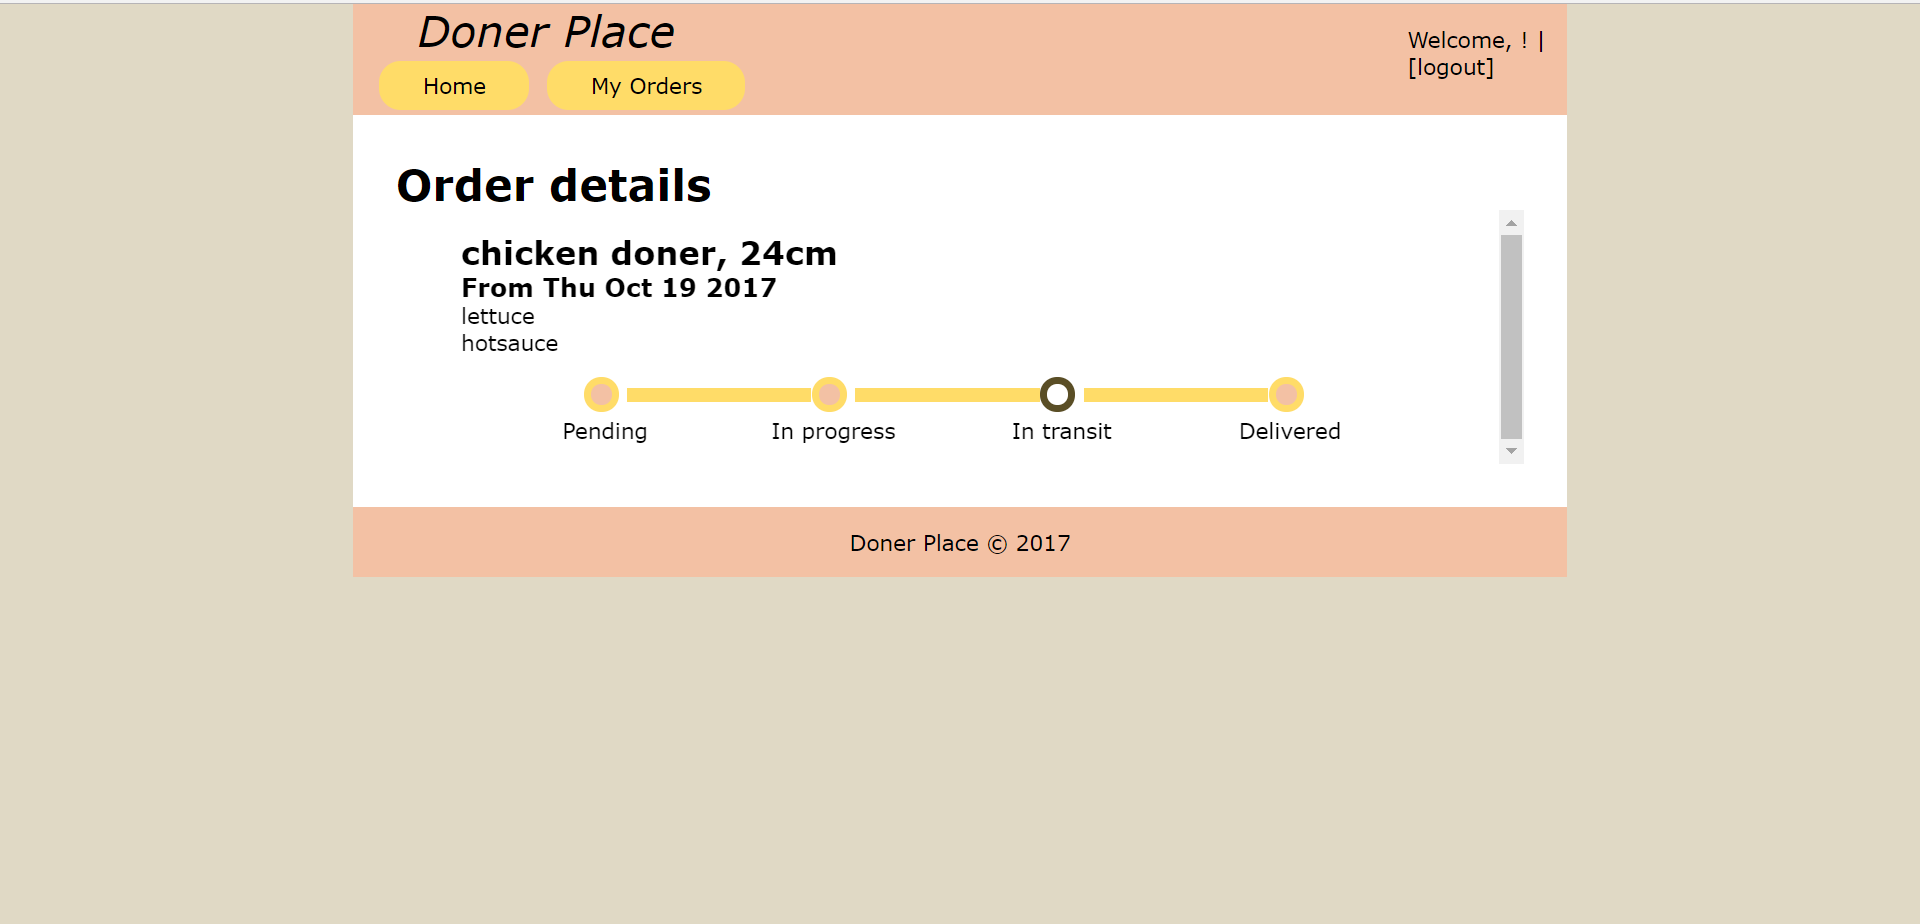 Doner Place
Welcome, ! |
[logout]
Home
My Orders
Order details
chicken doner, 24cm
From Thu Oct 19 2017
lettuce
hotsauce
Pending
In progress
In transit
Delivered
Doner Place © 2017